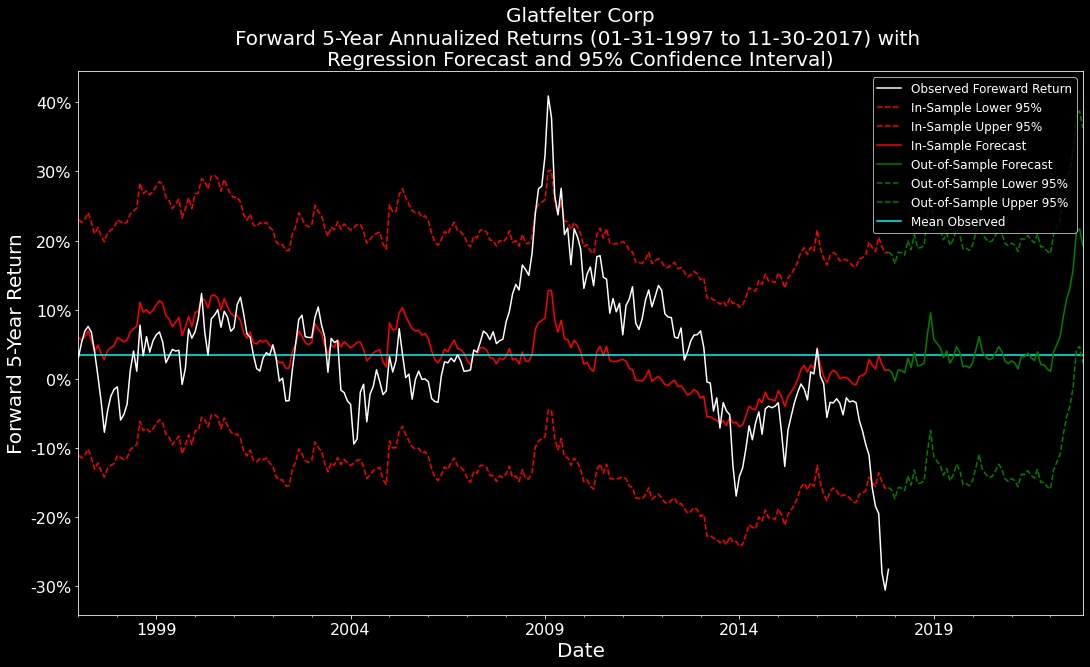 Glatfelter Corp
Forward 5-Year Annualized Returns (01-31-1997 to 11-30-2017) with
Regression Forecast and 95% Confidence Interval)
Forward 5-Year Return
40%
30%
20%
10%
0%
-10%
-20%
-30%
Observed Foreward Return
In-Sample Lower 95%
In-Sample Upper 95%
In-Sample Forecast
Out-of-Sample Forecast
Out-of-Sample Lower 95%
Out-of-Sample Upper 95%
Mean Observed
1999
2004
2009
2014
2019
Date